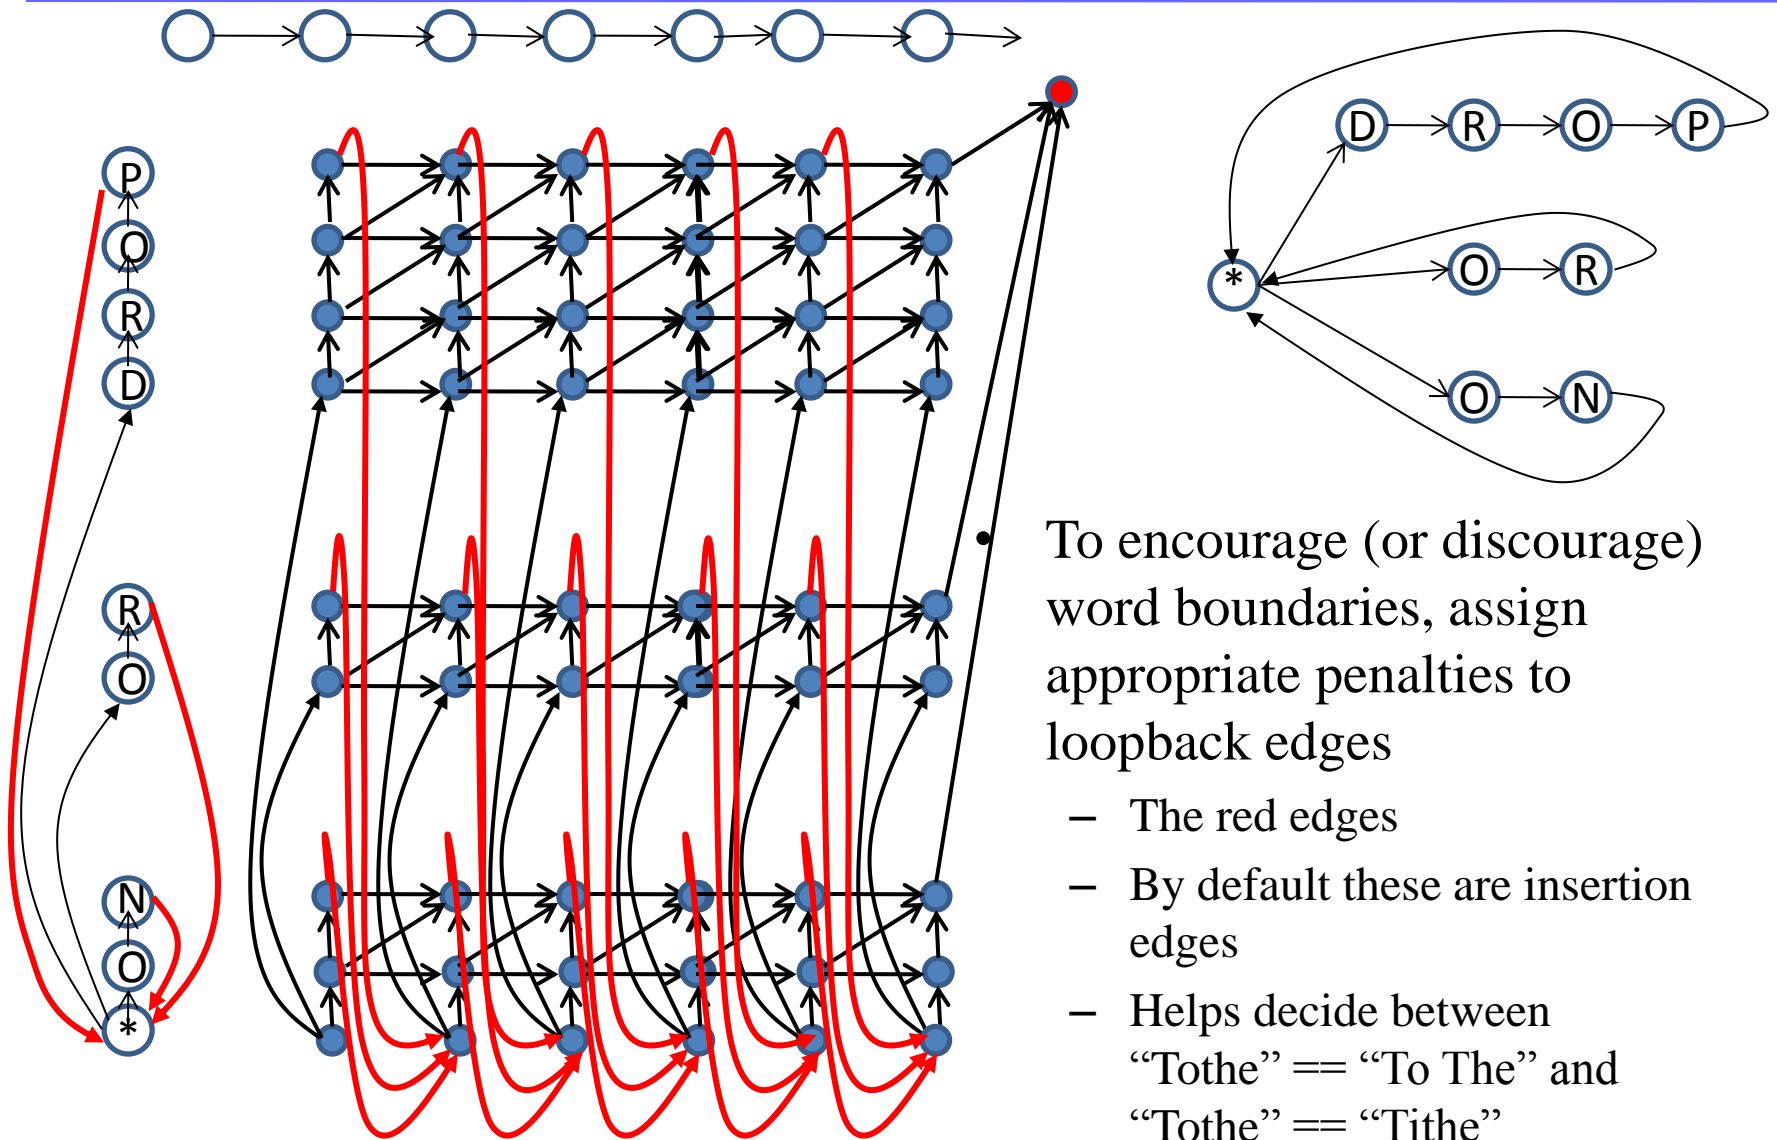 P
O
R
D
R
O
N
O
*
D R O P
* O R
O N
• To encourage (or discourage)
word boundaries, assign
appropriate penalties to
loopback edges
– The red edges
– By default these are insertion
edges
– Helps decide between
“Tothe” == “To The” and
“Tothe” == “Tithe”